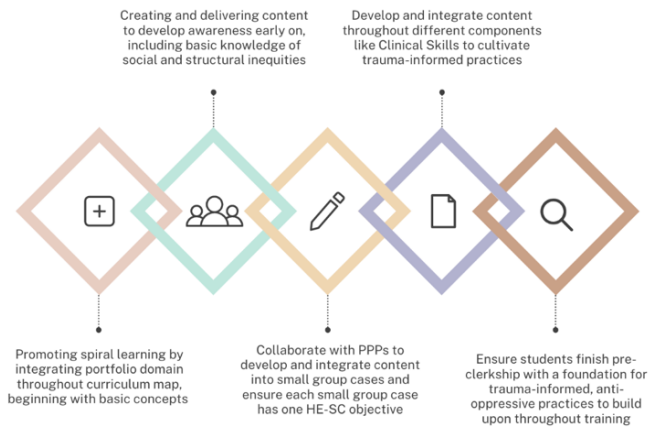 Creating and delivering content
to develop awareness early on,
including basic knowledge of
social and structural inequities
Develop and integrate content
throughout different components
like Clinical Skills to cultivate
trauma-informed practices
Promoting spiral learning by
integrating portfolio domain
throughout curriculum map,
beginning with basic concepts
Collaborate with PPPs to
develop and integrate content
into small group cases and
ensure each small group case
has one HE-SC objective
Ensure students finish pre-
clerkship with a foundation for
trauma-informed, anti-
oppressive practices to build
upon throughout training